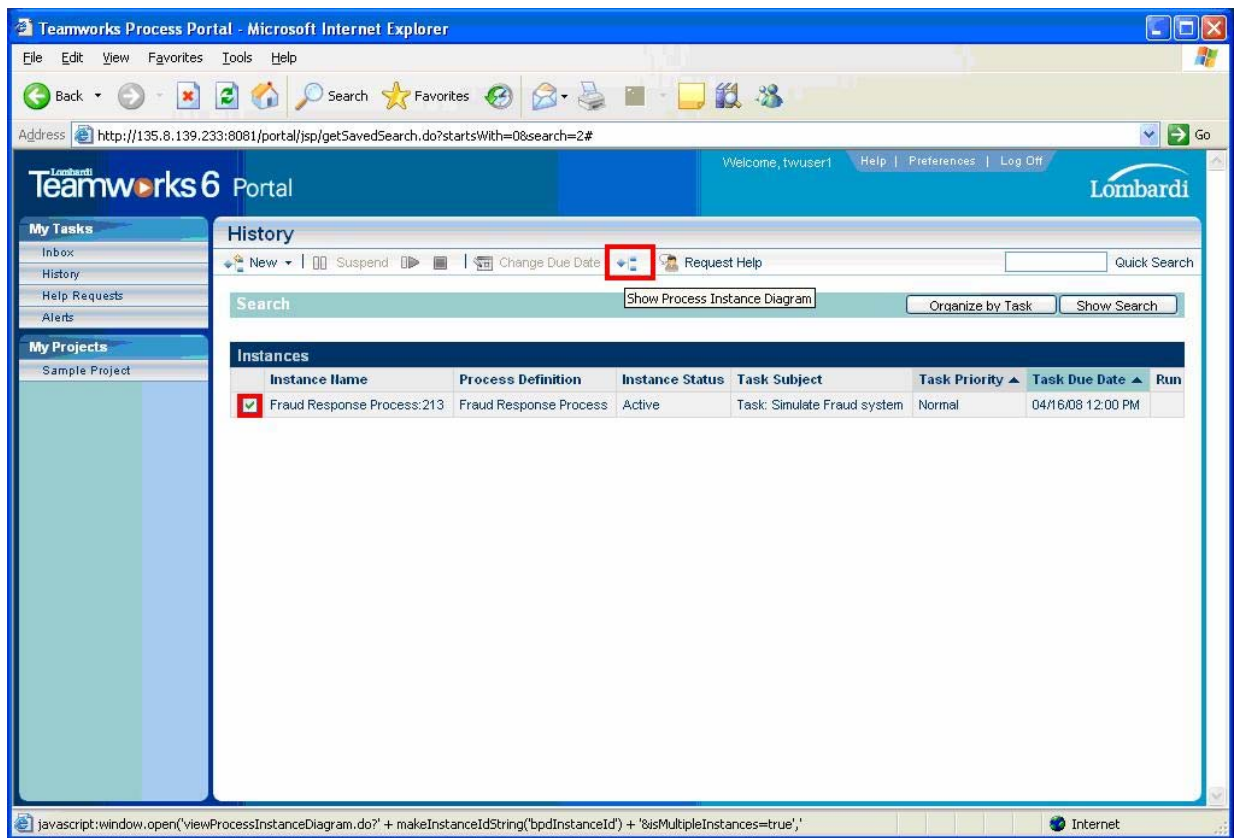 Teamworks Process Portal - Microsoft Internet Explorer
File Edit View Favorites Tools Help
Back Search Favorites
Address http://135.8.139.233:8081/portal/jsp/getSavedSearch.do?startsWith=0&search=2# Go
Lombardi
Teamworks 6 Portal
Welcome, twuser1 Help | Preferences | Log Off
Lombardi
My Tasks
Inbox
History
Help Requests
Alerts
My Projects
Sample Project
History
New Suspend Change Due Date Request Help Quick Search
Show Process Instance Diagram
Search Organize by Task Show Search
Instances
Instance Name Process Definition Instance Status Task Subject Task Priority Task Due Date Run
Fraud Response Process:213 Fraud Response Process Active Task: Simulate Fraud system Normal 04/16/08 12:00 PM
javascript:window.open('viewProcessInstanceDiagram.do?' + makeInstanceIdString('bpdInstanceId') + '&isMultipleInstances=true','
Internet